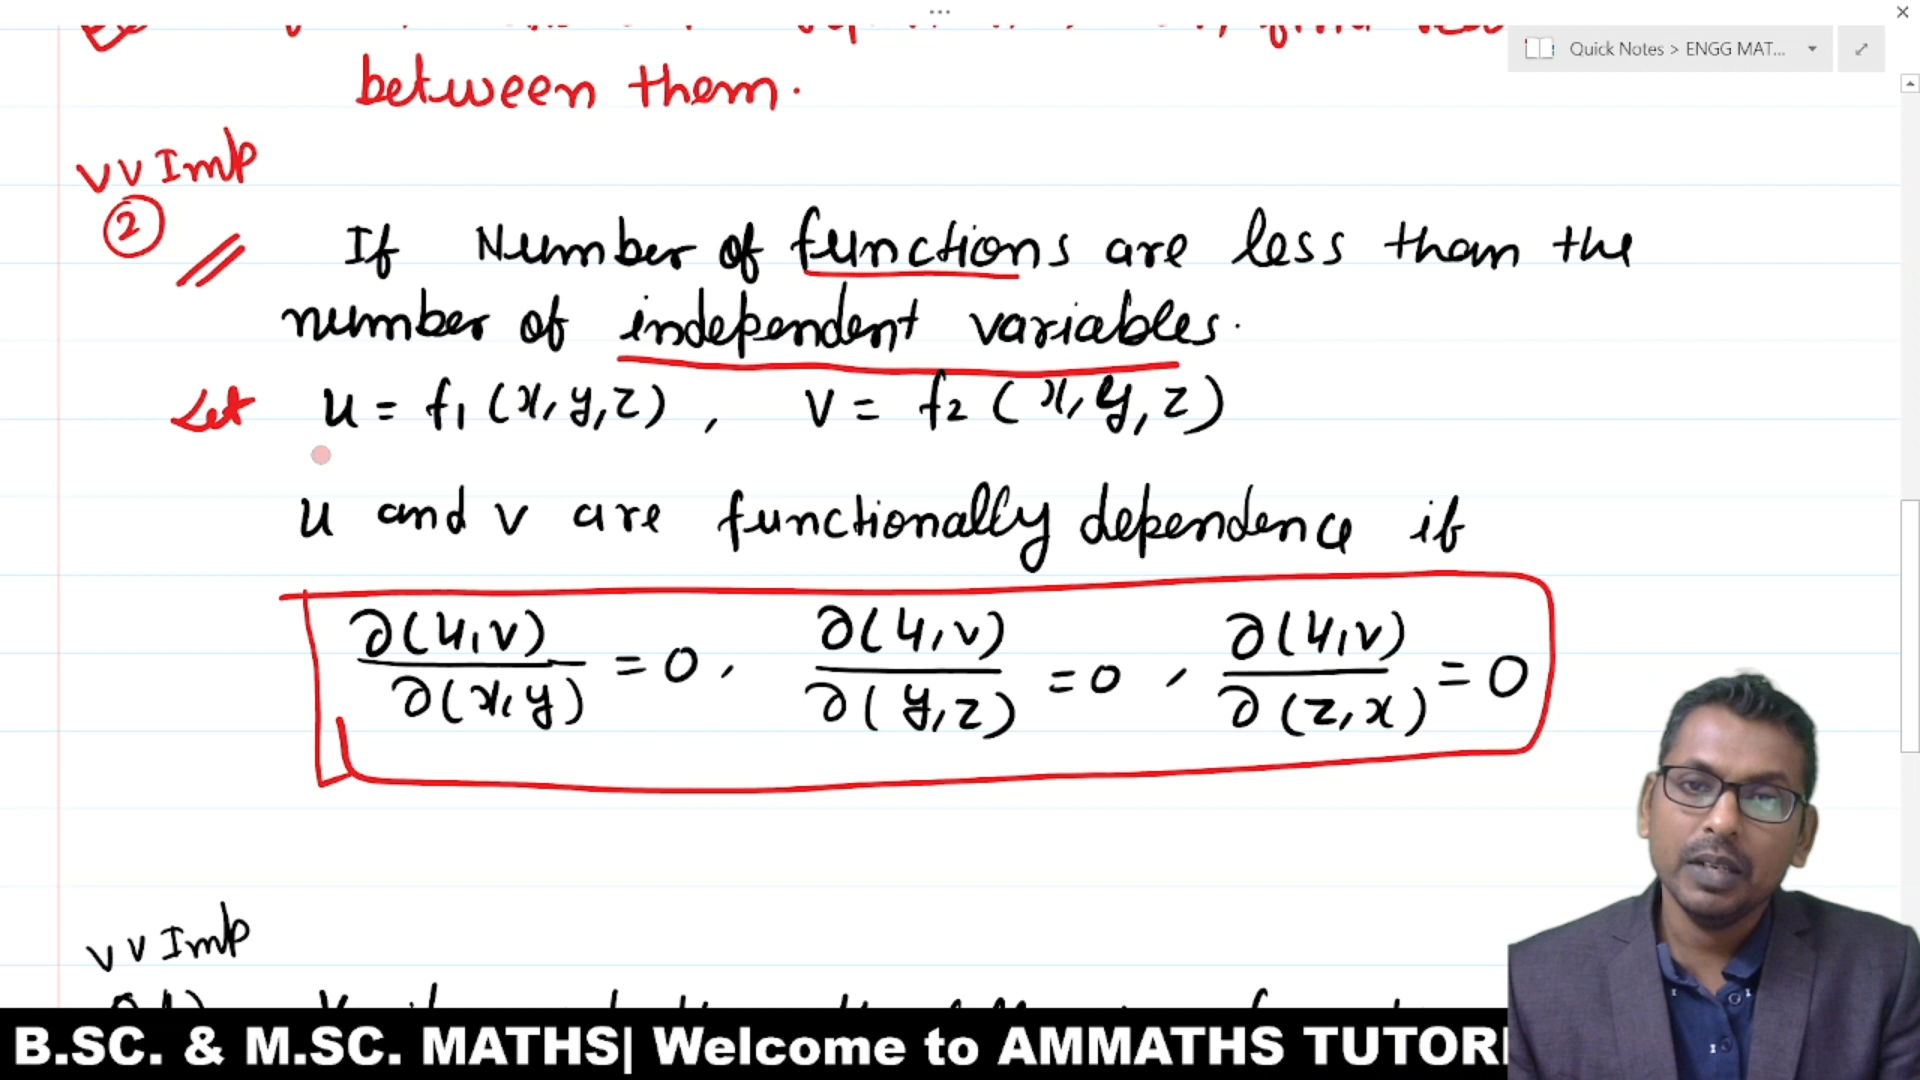 ...
Quick Notes > ENGG MAT...
between them.
VV Imp
②
If Number of functions are less than the
number of independent variables.
Let u = f₁ (x, y, z) , v = f₂ (x, y, z)
u and v are functionally dependence if
∂(u,v)/∂(x,y) = 0, ∂(u,v)/∂(y,z) = 0, ∂(u,v)/∂(z,x) = 0
VV Imp
B.SC. & M.SC. MATHS| Welcome to AMMATHS TUTORI